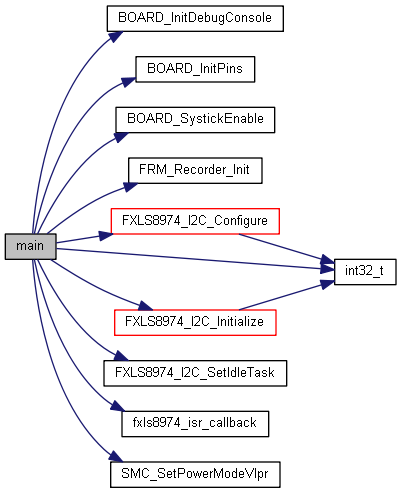 BOARD_InitDebugConsole
BOARD_InitPins
BOARD_SystickEnable
FRM_Recorder_Init
main
FXLS8974_I2C_Configure
int32_t
FXLS8974_I2C_Initialize
FXLS8974_I2C_SetIdleTask
fxls8974_isr_callback
SMC_SetPowerModeVlpr